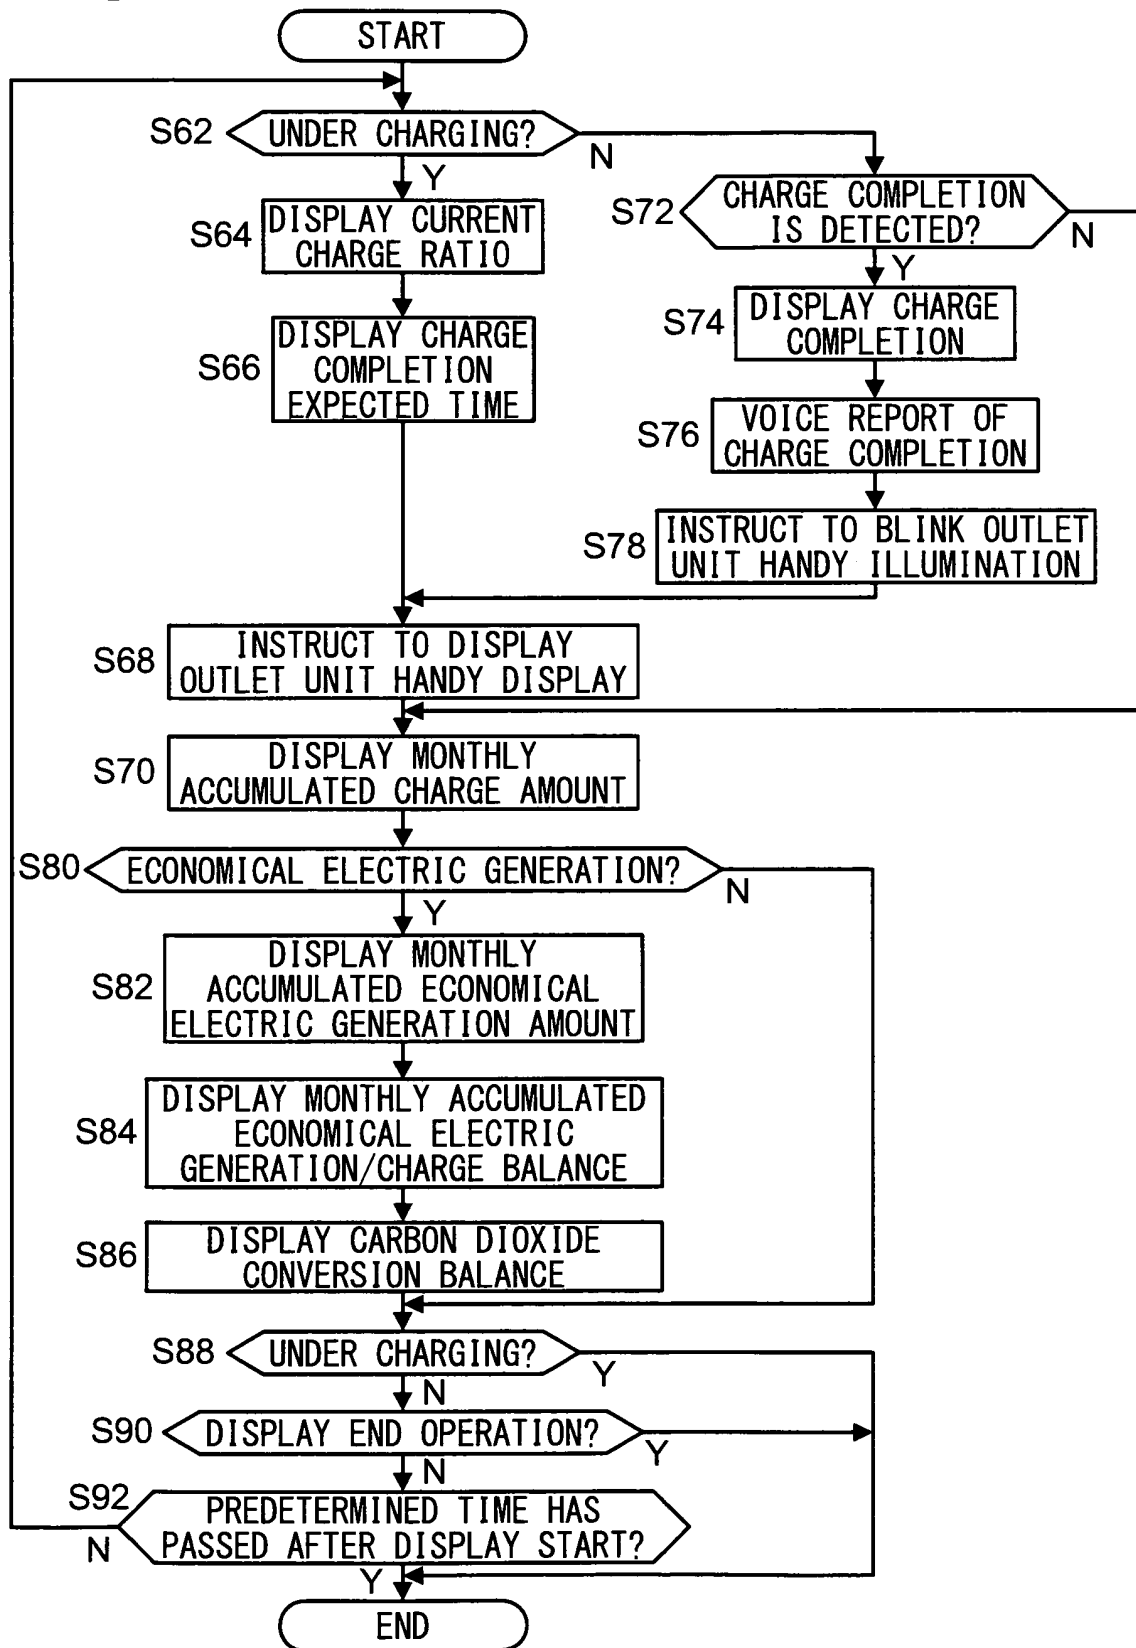 START
S62
UNDER CHARGING?
N
Y
S64
DISPLAY CURRENT
CHARGE RATIO
S72
CHARGE COMPLETION
IS DETECTED?
N
Y
S66
DISPLAY CHARGE
COMPLETION
EXPECTED TIME
S74
DISPLAY CHARGE
COMPLETION
S76
VOICE REPORT OF
CHARGE COMPLETION
S78
INSTRUCT TO BLINK OUTLET
UNIT HANDY ILLUMINATION
S68
INSTRUCT TO DISPLAY
OUTLET UNIT HANDY DISPLAY
S70
DISPLAY MONTHLY
ACCUMULATED CHARGE AMOUNT
S80
ECONOMICAL ELECTRIC GENERATION?
N
Y
S82
DISPLAY MONTHLY
ACCUMULATED ECONOMICAL
ELECTRIC GENERATION AMOUNT
S84
DISPLAY MONTHLY ACCUMULATED
ECONOMICAL ELECTRIC
GENERATION/CHARGE BALANCE
S86
DISPLAY CARBON DIOXIDE
CONVERSION BALANCE
S88
UNDER CHARGING?
Y
N
S90
DISPLAY END OPERATION?
Y
N
S92
PREDETERMINED TIME HAS
PASSED AFTER DISPLAY START?
N
Y
END